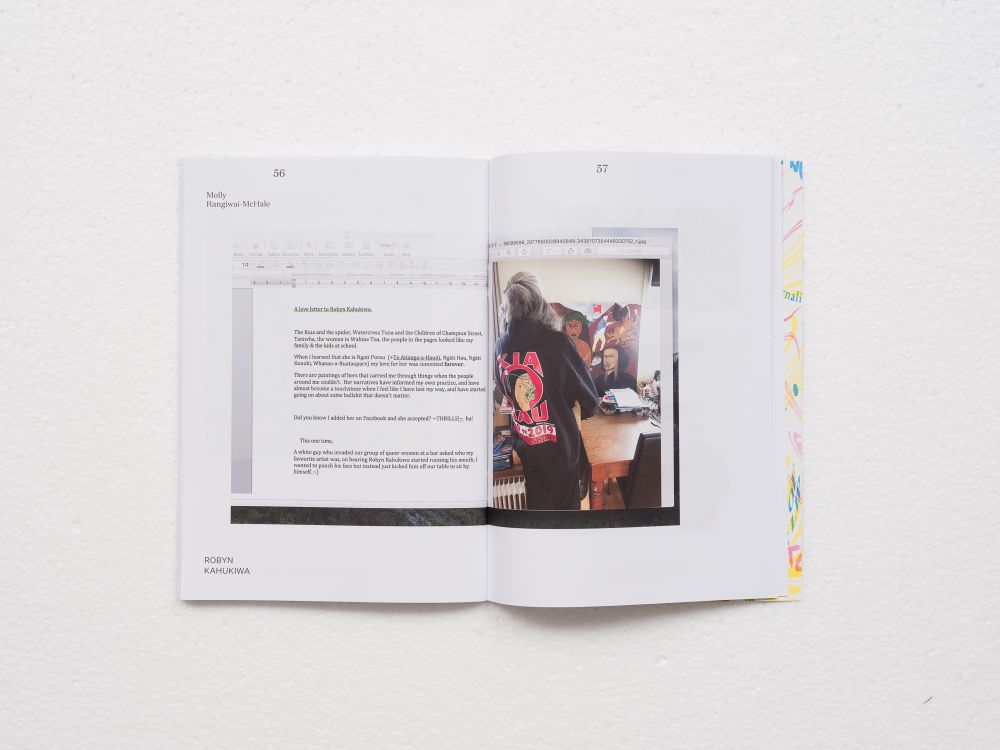 56
57
Molly
Rangiwai-McHale
66099596_2977660028940849_3438107364448330752_n.jpg
A love letter to Robyn Kahukiwa.
The Kuia and the spider, Watercress Tuna and the Children of Champion Street,
Taniwha, the women in Wahine Toa, the people in the pages looked like my
family & the kids at school.
When I learned that she is Ngati Porou (+Te Aitanga-a-Hauiti, Ngāti Hau, Ngāti
Konohi, Whanau-a-Ruataupare) my love for her was cemented forever.
There are paintings of hers that carried me through things when the people
around me couldn't. Her narratives have informed my own practice, and have
almost become a touchstone when I feel like I have lost my way, and have started
going on about some bullshit that doesn't matter.
Did you know I added her on Facebook and she accepted? ~THRILLS!~ ha!
This one time,
A white guy who invaded our group of queer women at a bar asked who my
favourite artist was, on hearing Robyn Kahukiwa started running his mouth, I
wanted to punch his face but instead just kicked him off our table to sit by
himself. :-)
KIA
2019
ROBYN
KAHUKIWA